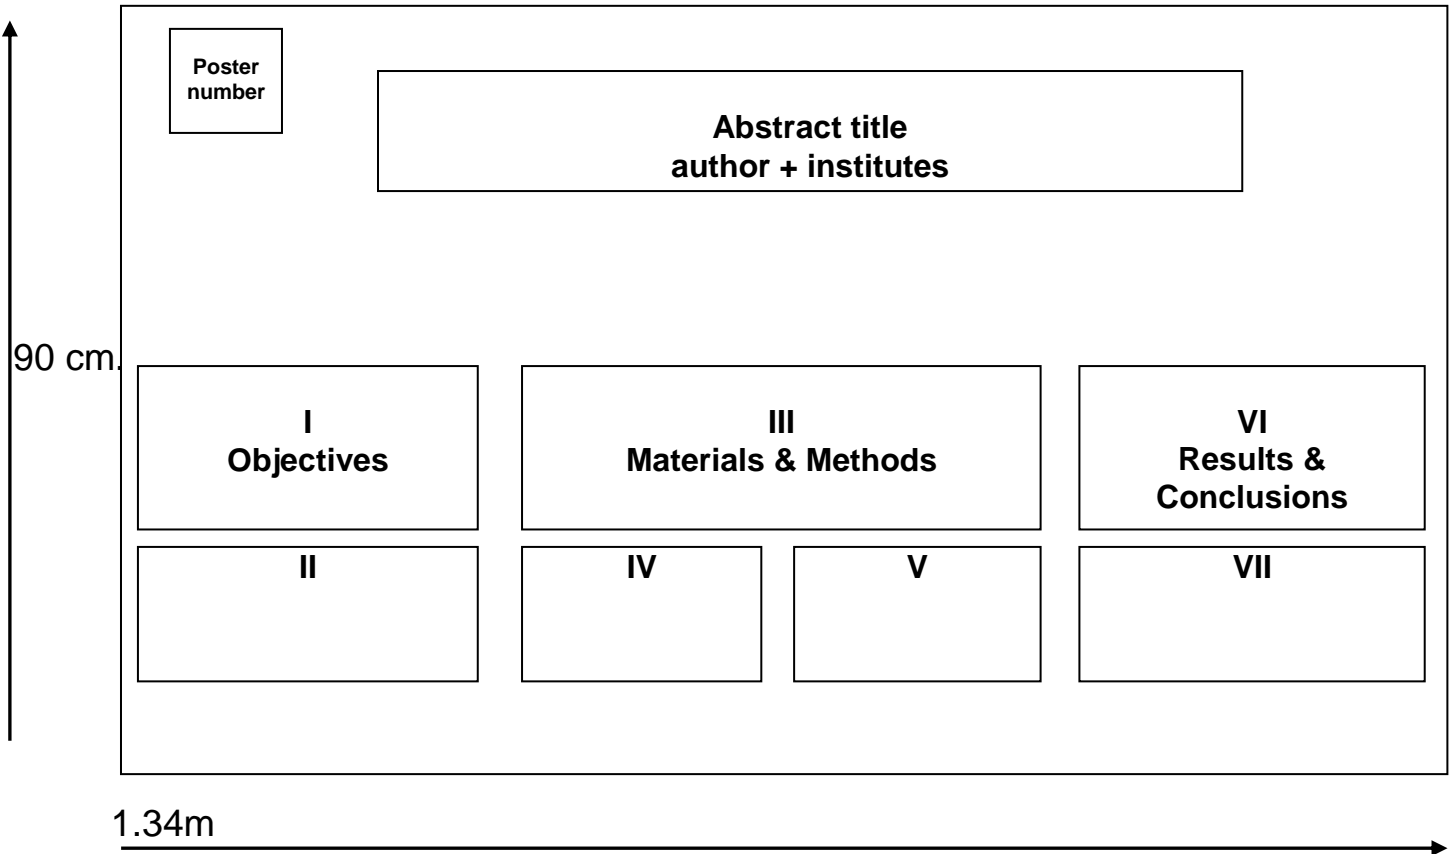 Poster
number
Abstract title
author + institutes
90 cm.
I
Objectives
III
Materials & Methods
VI
Results &
Conclusions
II
IV
V
VII
1.34m